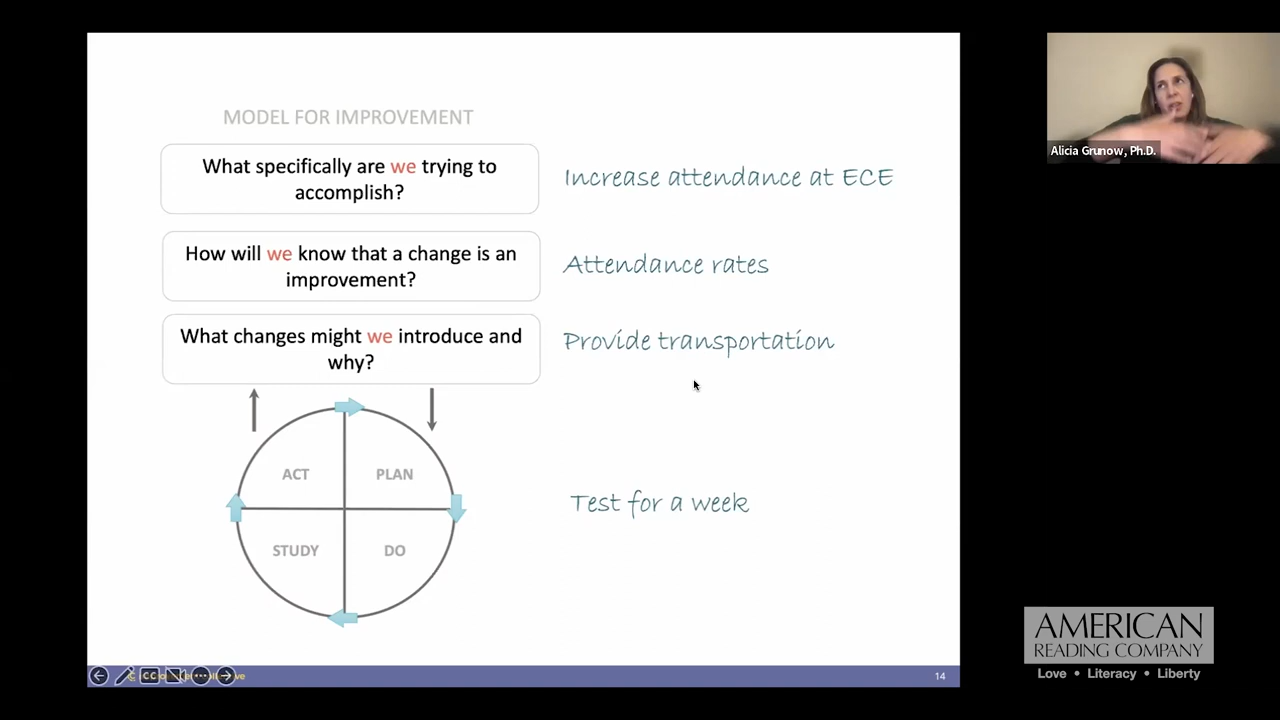 MODEL FOR IMPROVEMENT
What specifically are we trying to
accomplish?
Increase attendance at ECE
How will we know that a change is an
improvement?
Attendance rates
What changes might we introduce and
why?
Provide transportation
ACT
PLAN
STUDY
DO
Test for a week
CC
14
Alicia Grunow, Ph.D.
AMERICAN
READING COMPANY
Love • Literacy • Liberty